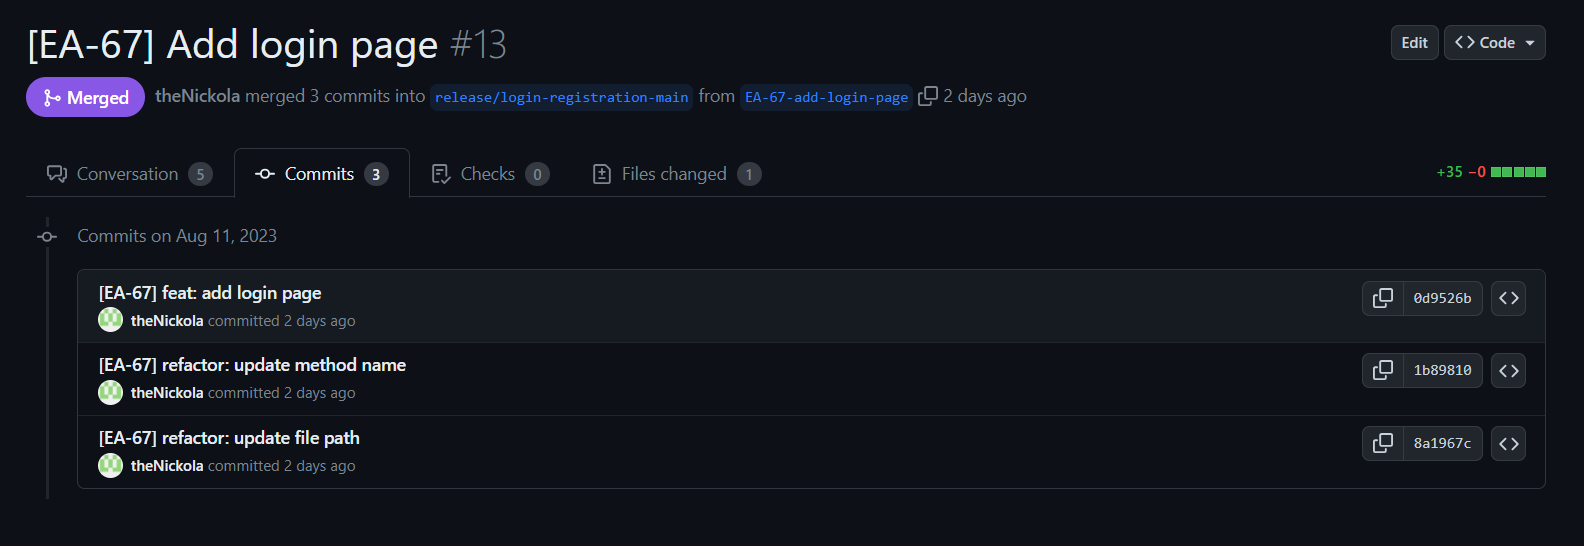 [EA-67] Add login page #13
Edit
Code
Merged
theNickola merged 3 commits into release/login-registration-main from EA-67-add-login-page 2 days ago
Conversation 5
Commits 3
Checks 0
Files changed 1
+35 −0
Commits on Aug 11, 2023
[EA-67] feat: add login page
theNickola committed 2 days ago
0d9526b
[EA-67] refactor: update method name
theNickola committed 2 days ago
1b89810
[EA-67] refactor: update file path
theNickola committed 2 days ago
8a1967c